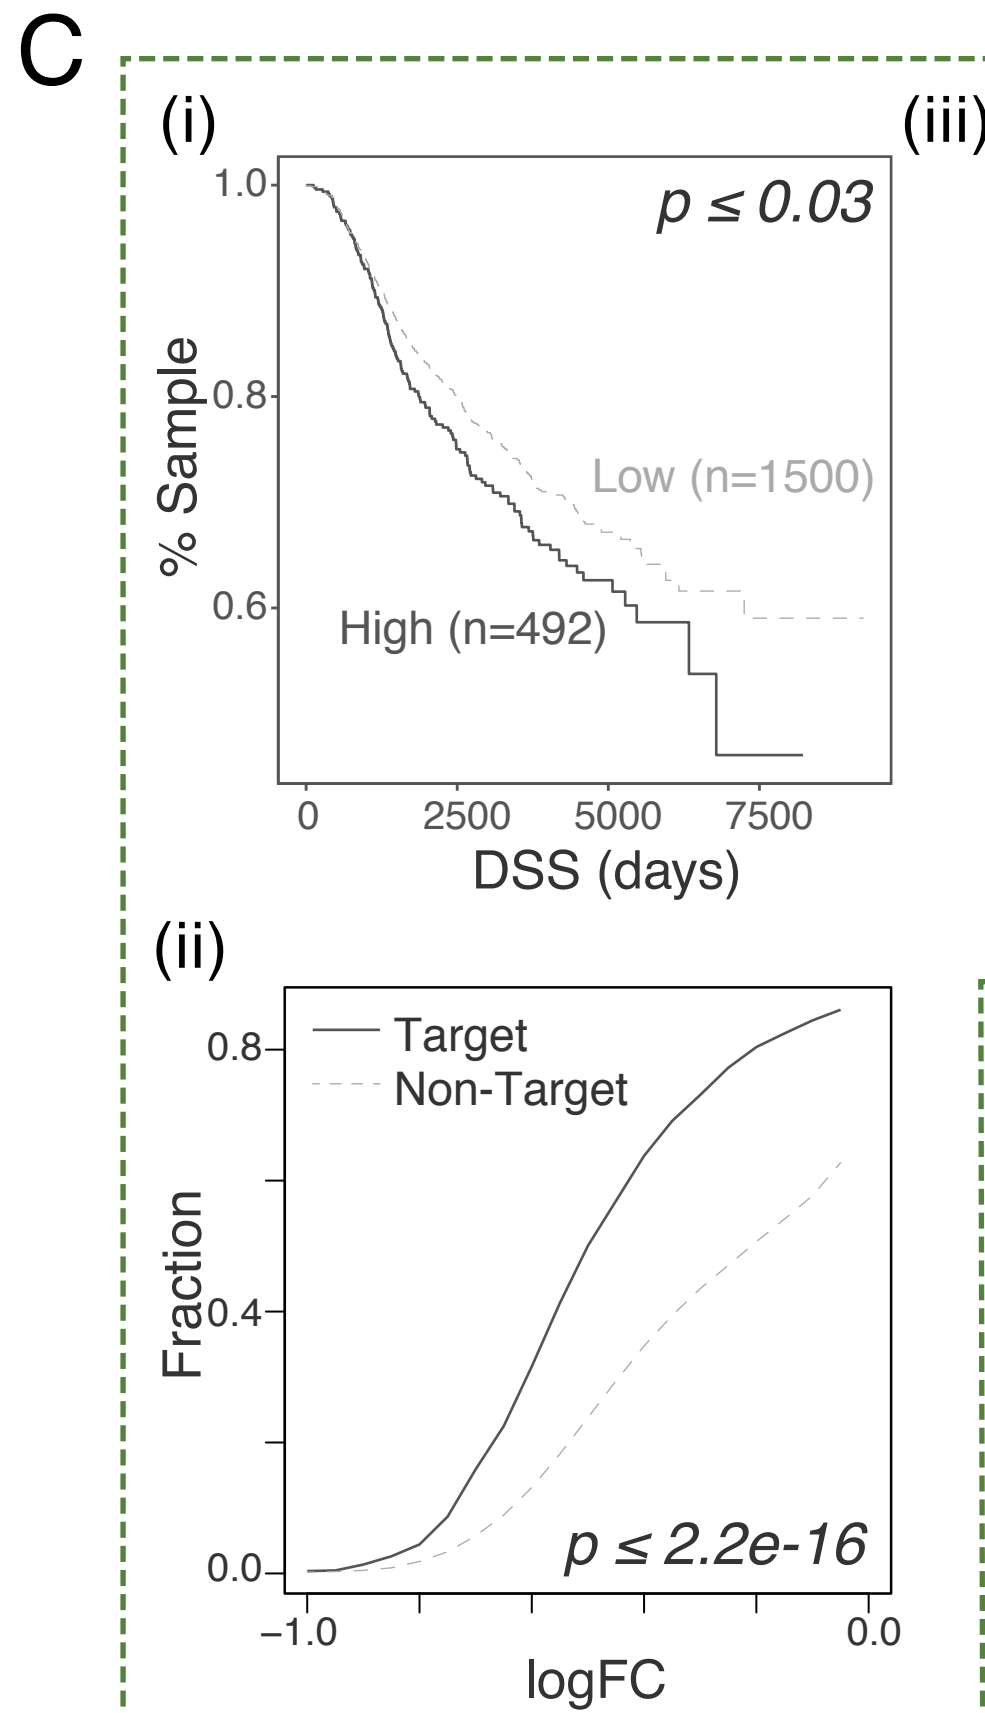 C
(i)
(iii)
p ≤ 0.03
1.0
0.8
0.6
% Sample
Low (n=1500)
High (n=492)
0 2500 5000 7500
DSS (days)
(ii)
Target
Non-Target
0.8
0.4
0.0
Fraction
p ≤ 2.2e-16
−1.0 0.0
logFC